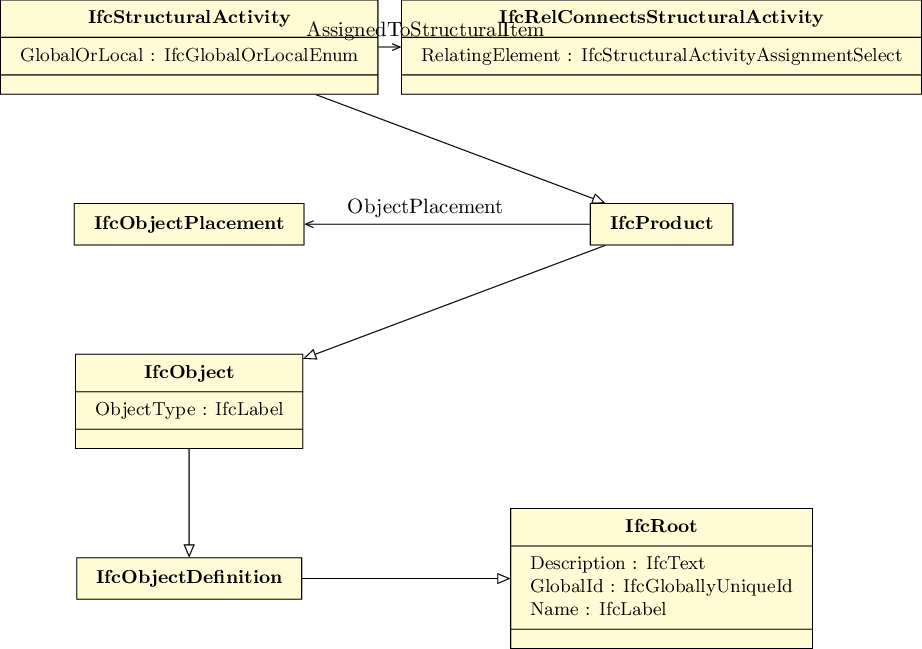 IfcStructuralActivity
IfcRelConnectsStructuralActivity
AssignedToStructuralItem
GlobalOrLocal : IfcGlobalOrLocalEnum
RelatingElement : IfcStructuralActivityAssignmentSelect
ObjectPlacement
IfcObjectPlacement
IfcProduct
IfcObject
ObjectType : IfcLabel
IfcRoot
Description : IfcText
GlobalId : IfcGloballyUniqueId
Name : IfcLabel
IfcObjectDefinition